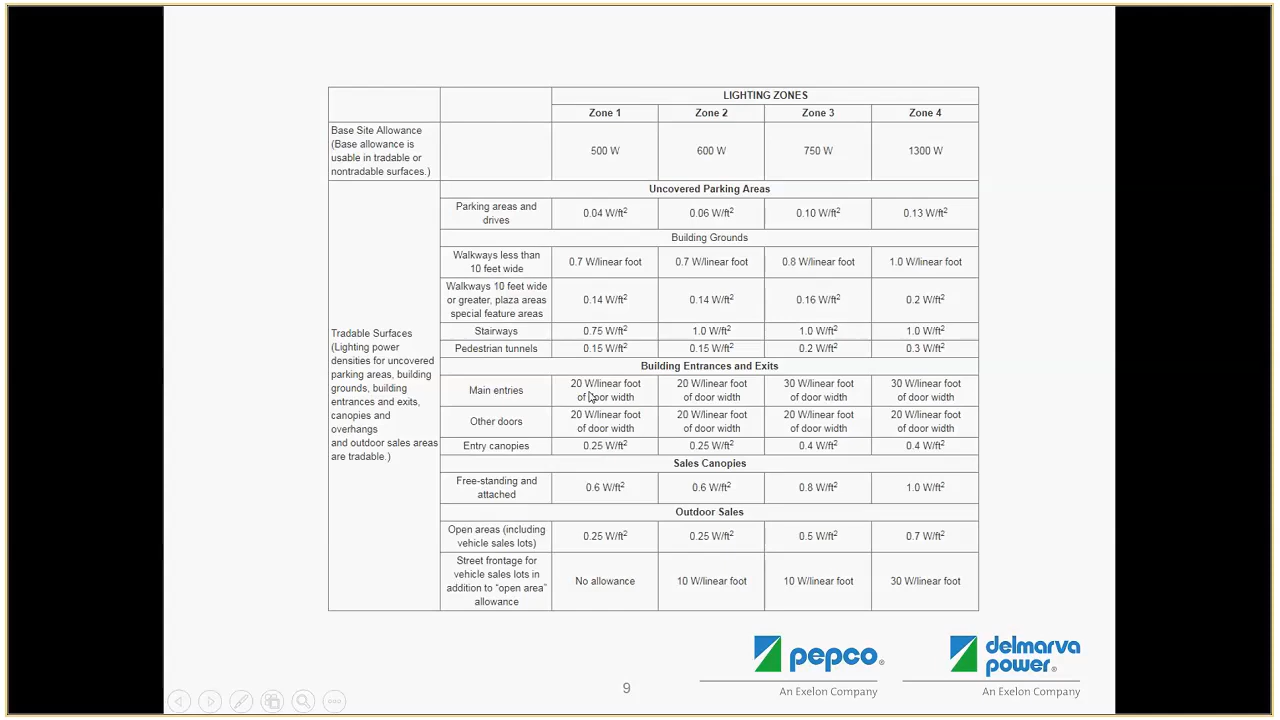 LIGHTING ZONES
Zone 1 Zone 2 Zone 3 Zone 4
Base Site Allowance
(Base allowance is
usable in tradable or
nontradable surfaces.)
500 W 600 W 750 W 1300 W
Uncovered Parking Areas
Parking areas and
drives
0.04 W/ft² 0.06 W/ft² 0.10 W/ft² 0.13 W/ft²
Building Grounds
Walkways less than
10 feet wide
0.7 W/linear foot 0.7 W/linear foot 0.8 W/linear foot 1.0 W/linear foot
Walkways 10 feet wide
or greater, plaza areas
special feature areas
0.14 W/ft² 0.14 W/ft² 0.16 W/ft² 0.2 W/ft²
Stairways 0.75 W/ft² 1.0 W/ft² 1.0 W/ft² 1.0 W/ft²
Pedestrian tunnels 0.15 W/ft² 0.15 W/ft² 0.2 W/ft² 0.3 W/ft²
Tradable Surfaces
(Lighting power
densities for uncovered
parking areas, building
grounds, building
entrances and exits,
canopies and
overhangs
and outdoor sales areas
are tradable.)
Building Entrances and Exits
Main entries
20 W/linear foot 20 W/linear foot 30 W/linear foot 30 W/linear foot
of door width of door width of door width of door width
Other doors
20 W/linear foot 20 W/linear foot 20 W/linear foot 20 W/linear foot
of door width of door width of door width of door width
Entry canopies 0.25 W/ft² 0.25 W/ft² 0.4 W/ft² 0.4 W/ft²
Sales Canopies
Free-standing and
attached
0.6 W/ft² 0.6 W/ft² 0.8 W/ft² 1.0 W/ft²
Outdoor Sales
Open areas (including
vehicle sales lots)
0.25 W/ft² 0.25 W/ft² 0.5 W/ft² 0.7 W/ft²
Street frontage for
vehicle sales lots in
addition to “open area”
allowance
No allowance 10 W/linear foot 10 W/linear foot 30 W/linear foot
pepco®
An Exelon Company
delmarva
power®
An Exelon Company
9